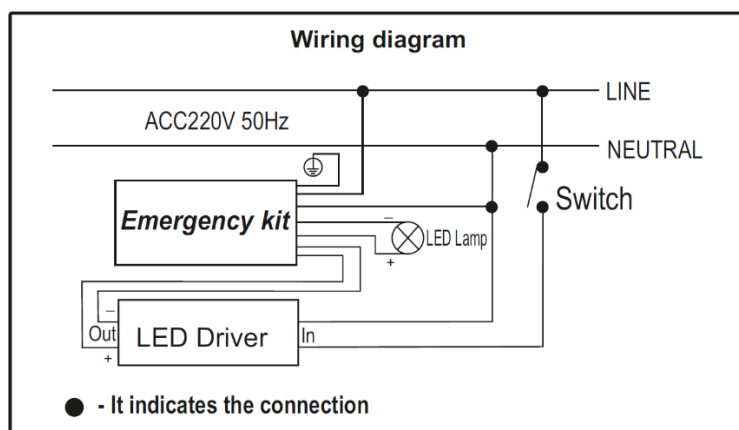 Wiring diagram
LINE
ACC220V 50Hz
NEUTRAL
Emergency kit
Switch
−
LED Lamp
+
−
Out
LED Driver
In
+
● - It indicates the connection